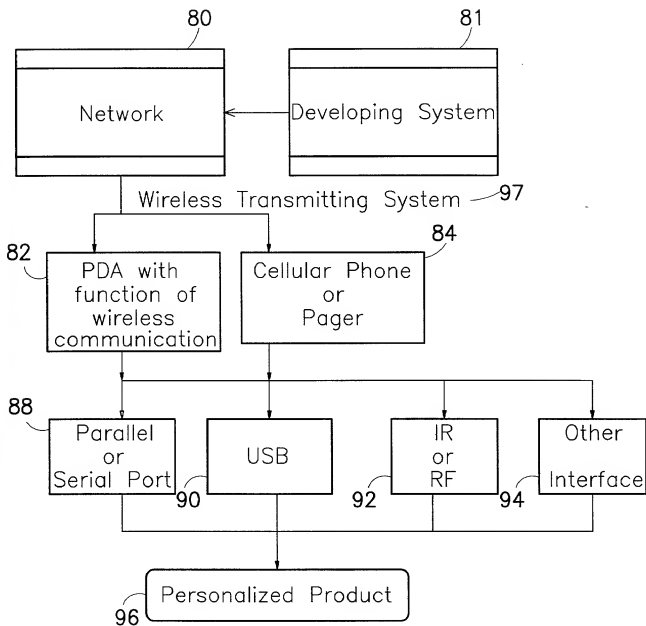 80
81
Network
Developing System
Wireless Transmitting System
97
82
84
PDA with
function of
wireless
communication
Cellular Phone
or
Pager
88
Parallel
or
Serial Port
USB
90
IR
or
RF
92
Other
Interface
94
Personalized Product
96